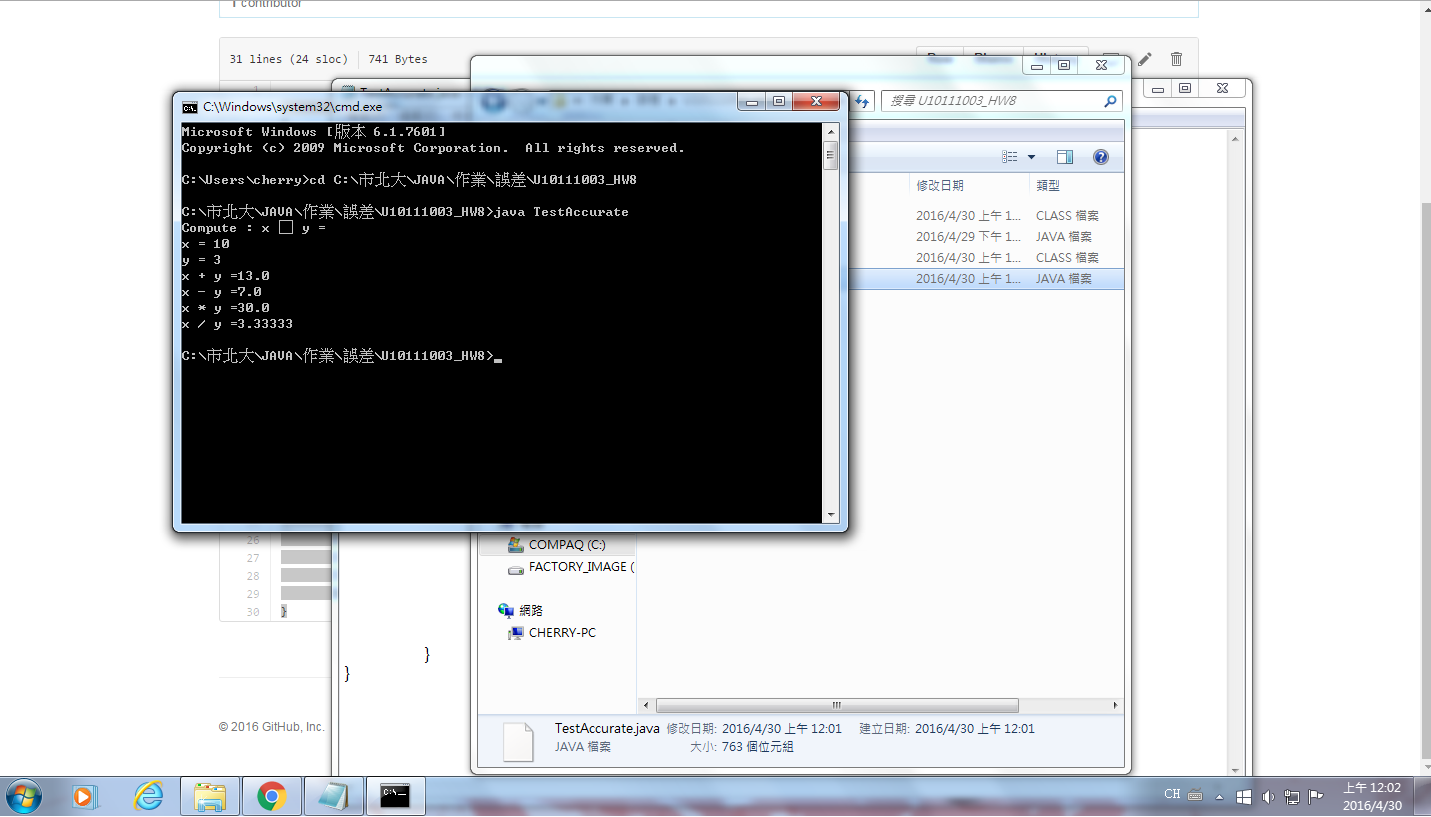 1 contributor
31 lines (24 sloc)
741 Bytes
C:\Windows\system32\cmd.exe
搜尋 U10111003_HW8
Microsoft Windows [版本 6.1.7601]
Copyright (c) 2009 Microsoft Corporation.  All rights reserved.
C:\Users\cherry>cd C:\市北大\JAVA\作業\誤差\U10111003_HW8
C:\市北大\JAVA\作業\誤差\U10111003_HW8>java TestAccurate
Compute : x □ y =
x = 10
y = 3
x + y =13.0
x - y =7.0
x * y =30.0
x / y =3.33333
C:\市北大\JAVA\作業\誤差\U10111003_HW8>_
修改日期 類型
2016/4/30 上午 1... CLASS 檔案
2016/4/29 下午 1... JAVA 檔案
2016/4/30 上午 1... CLASS 檔案
2016/4/30 上午 1... JAVA 檔案
26
27
28
29
30 }
COMPAQ (C:)
FACTORY_IMAGE (
網路
CHERRY-PC
}
}
© 2016 GitHub, Inc.
TestAccurate.java 修改日期: 2016/4/30 上午 12:01 建立日期: 2016/4/30 上午 12:01
JAVA 檔案 大小: 763 個位元組
CH
上午 12:02
2016/4/30